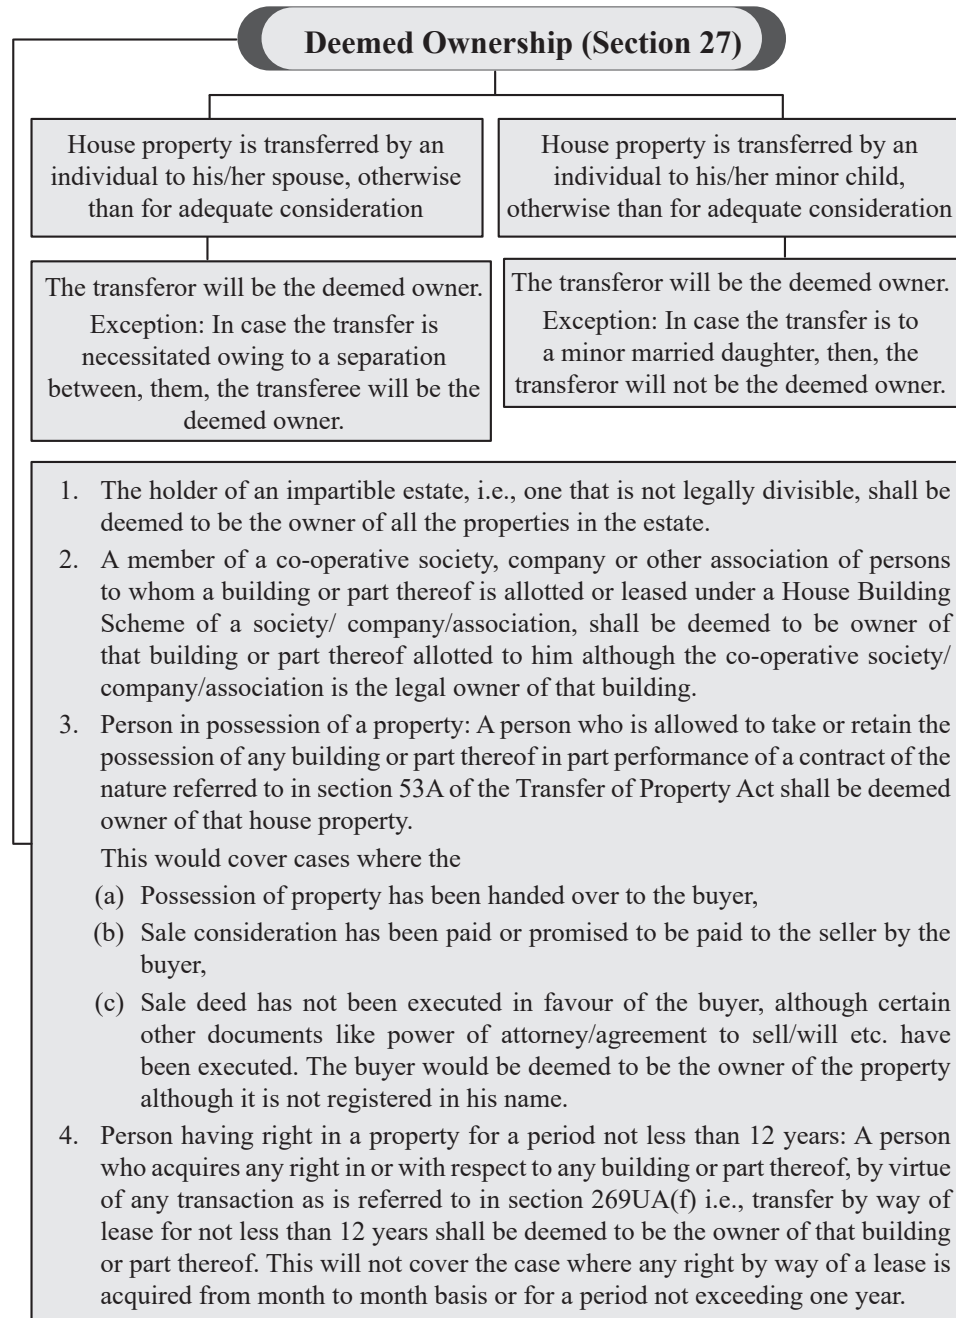 Deemed Ownership (Section 27)
House property is transferred by an
individual to his/her spouse, otherwise
than for adequate consideration
House property is transferred by an
individual to his/her minor child,
otherwise than for adequate consideration
The transferor will be the deemed owner.
Exception: In case the transfer is
necessitated owing to a separation
between, them, the transferee will be the
deemed owner.
The transferor will be the deemed owner.
Exception: In case the transfer is to
a minor married daughter, then, the
transferor will not be the deemed owner.
1. The holder of an impartible estate, i.e., one that is not legally divisible, shall be
deemed to be the owner of all the properties in the estate.
2. A member of a co-operative society, company or other association of persons
to whom a building or part thereof is allotted or leased under a House Building
Scheme of a society/ company/association, shall be deemed to be owner of
that building or part thereof allotted to him although the co-operative society/
company/association is the legal owner of that building.
3. Person in possession of a property: A person who is allowed to take or retain the
possession of any building or part thereof in part performance of a contract of the
nature referred to in section 53A of the Transfer of Property Act shall be deemed
owner of that house property.
This would cover cases where the
(a) Possession of property has been handed over to the buyer,
(b) Sale consideration has been paid or promised to be paid to the seller by the
buyer,
(c) Sale deed has not been executed in favour of the buyer, although certain
other documents like power of attorney/agreement to sell/will etc. have
been executed. The buyer would be deemed to be the owner of the property
although it is not registered in his name.
4. Person having right in a property for a period not less than 12 years: A person
who acquires any right in or with respect to any building or part thereof, by virtue
of any transaction as is referred to in section 269UA(f) i.e., transfer by way of
lease for not less than 12 years shall be deemed to be the owner of that building
or part thereof. This will not cover the case where any right by way of a lease is
acquired from month to month basis or for a period not exceeding one year.